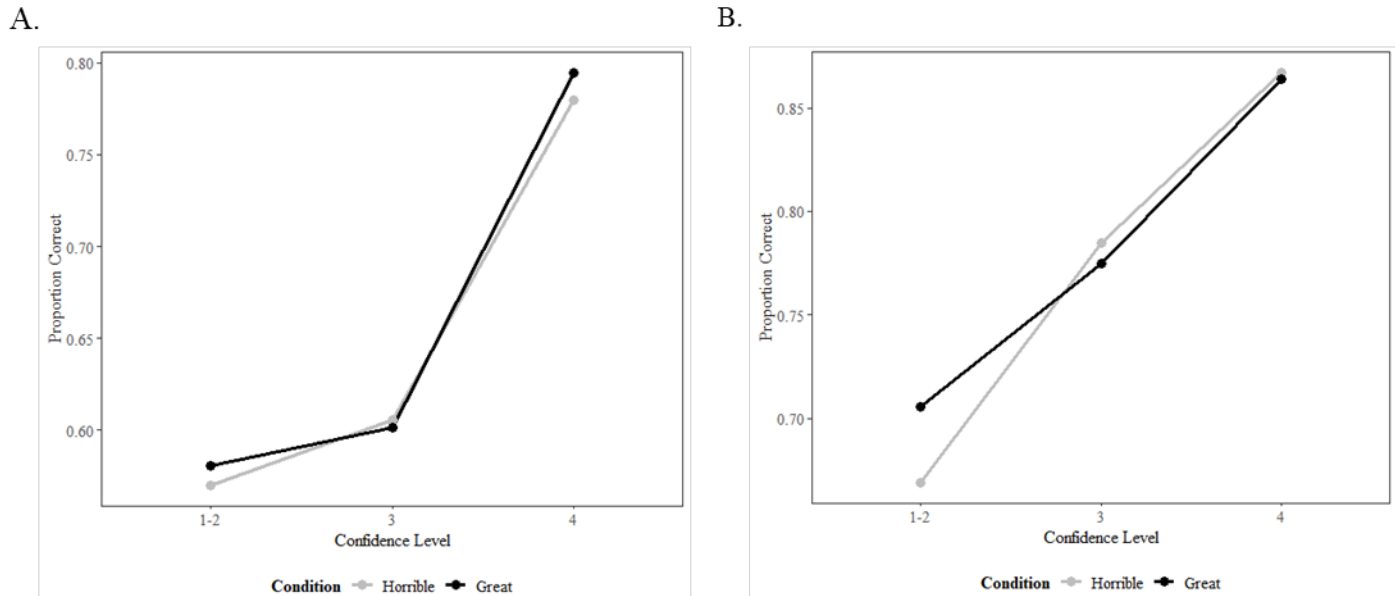 A.
Proportion Correct
0.80
0.75
0.70
0.65
0.60
1-2 3 4
Confidence Level
Condition Horrible Great
B.
Proportion Correct
0.85
0.80
0.75
0.70
1-2 3 4
Confidence Level
Condition Horrible Great